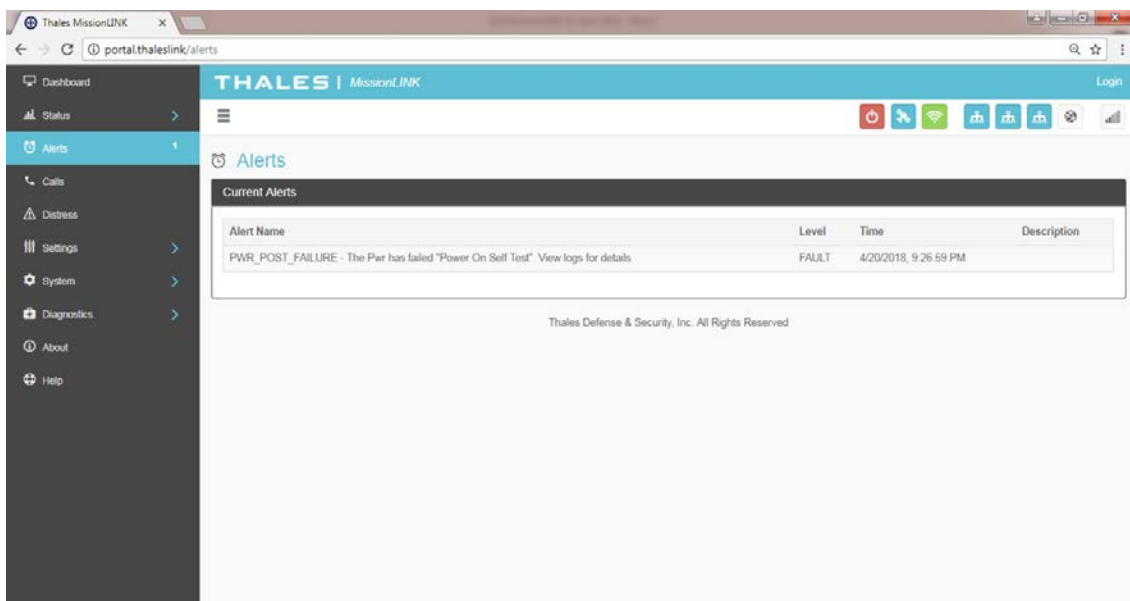 Thales MissionLINK
portal.thaleslink/alerts
Dashboard
THALES | MissionLINK
Login
Status
Alerts
1
Alerts
Calls
Current Alerts
Distress
Alert Name Level Time Description
Settings
PWR_POST_FAILURE - The Pwr has failed "Power On Self Test". View logs for details FAULT 4/20/2018, 9:26:59 PM
System
Diagnostics
Thales Defense & Security, Inc. All Rights Reserved
About
Help